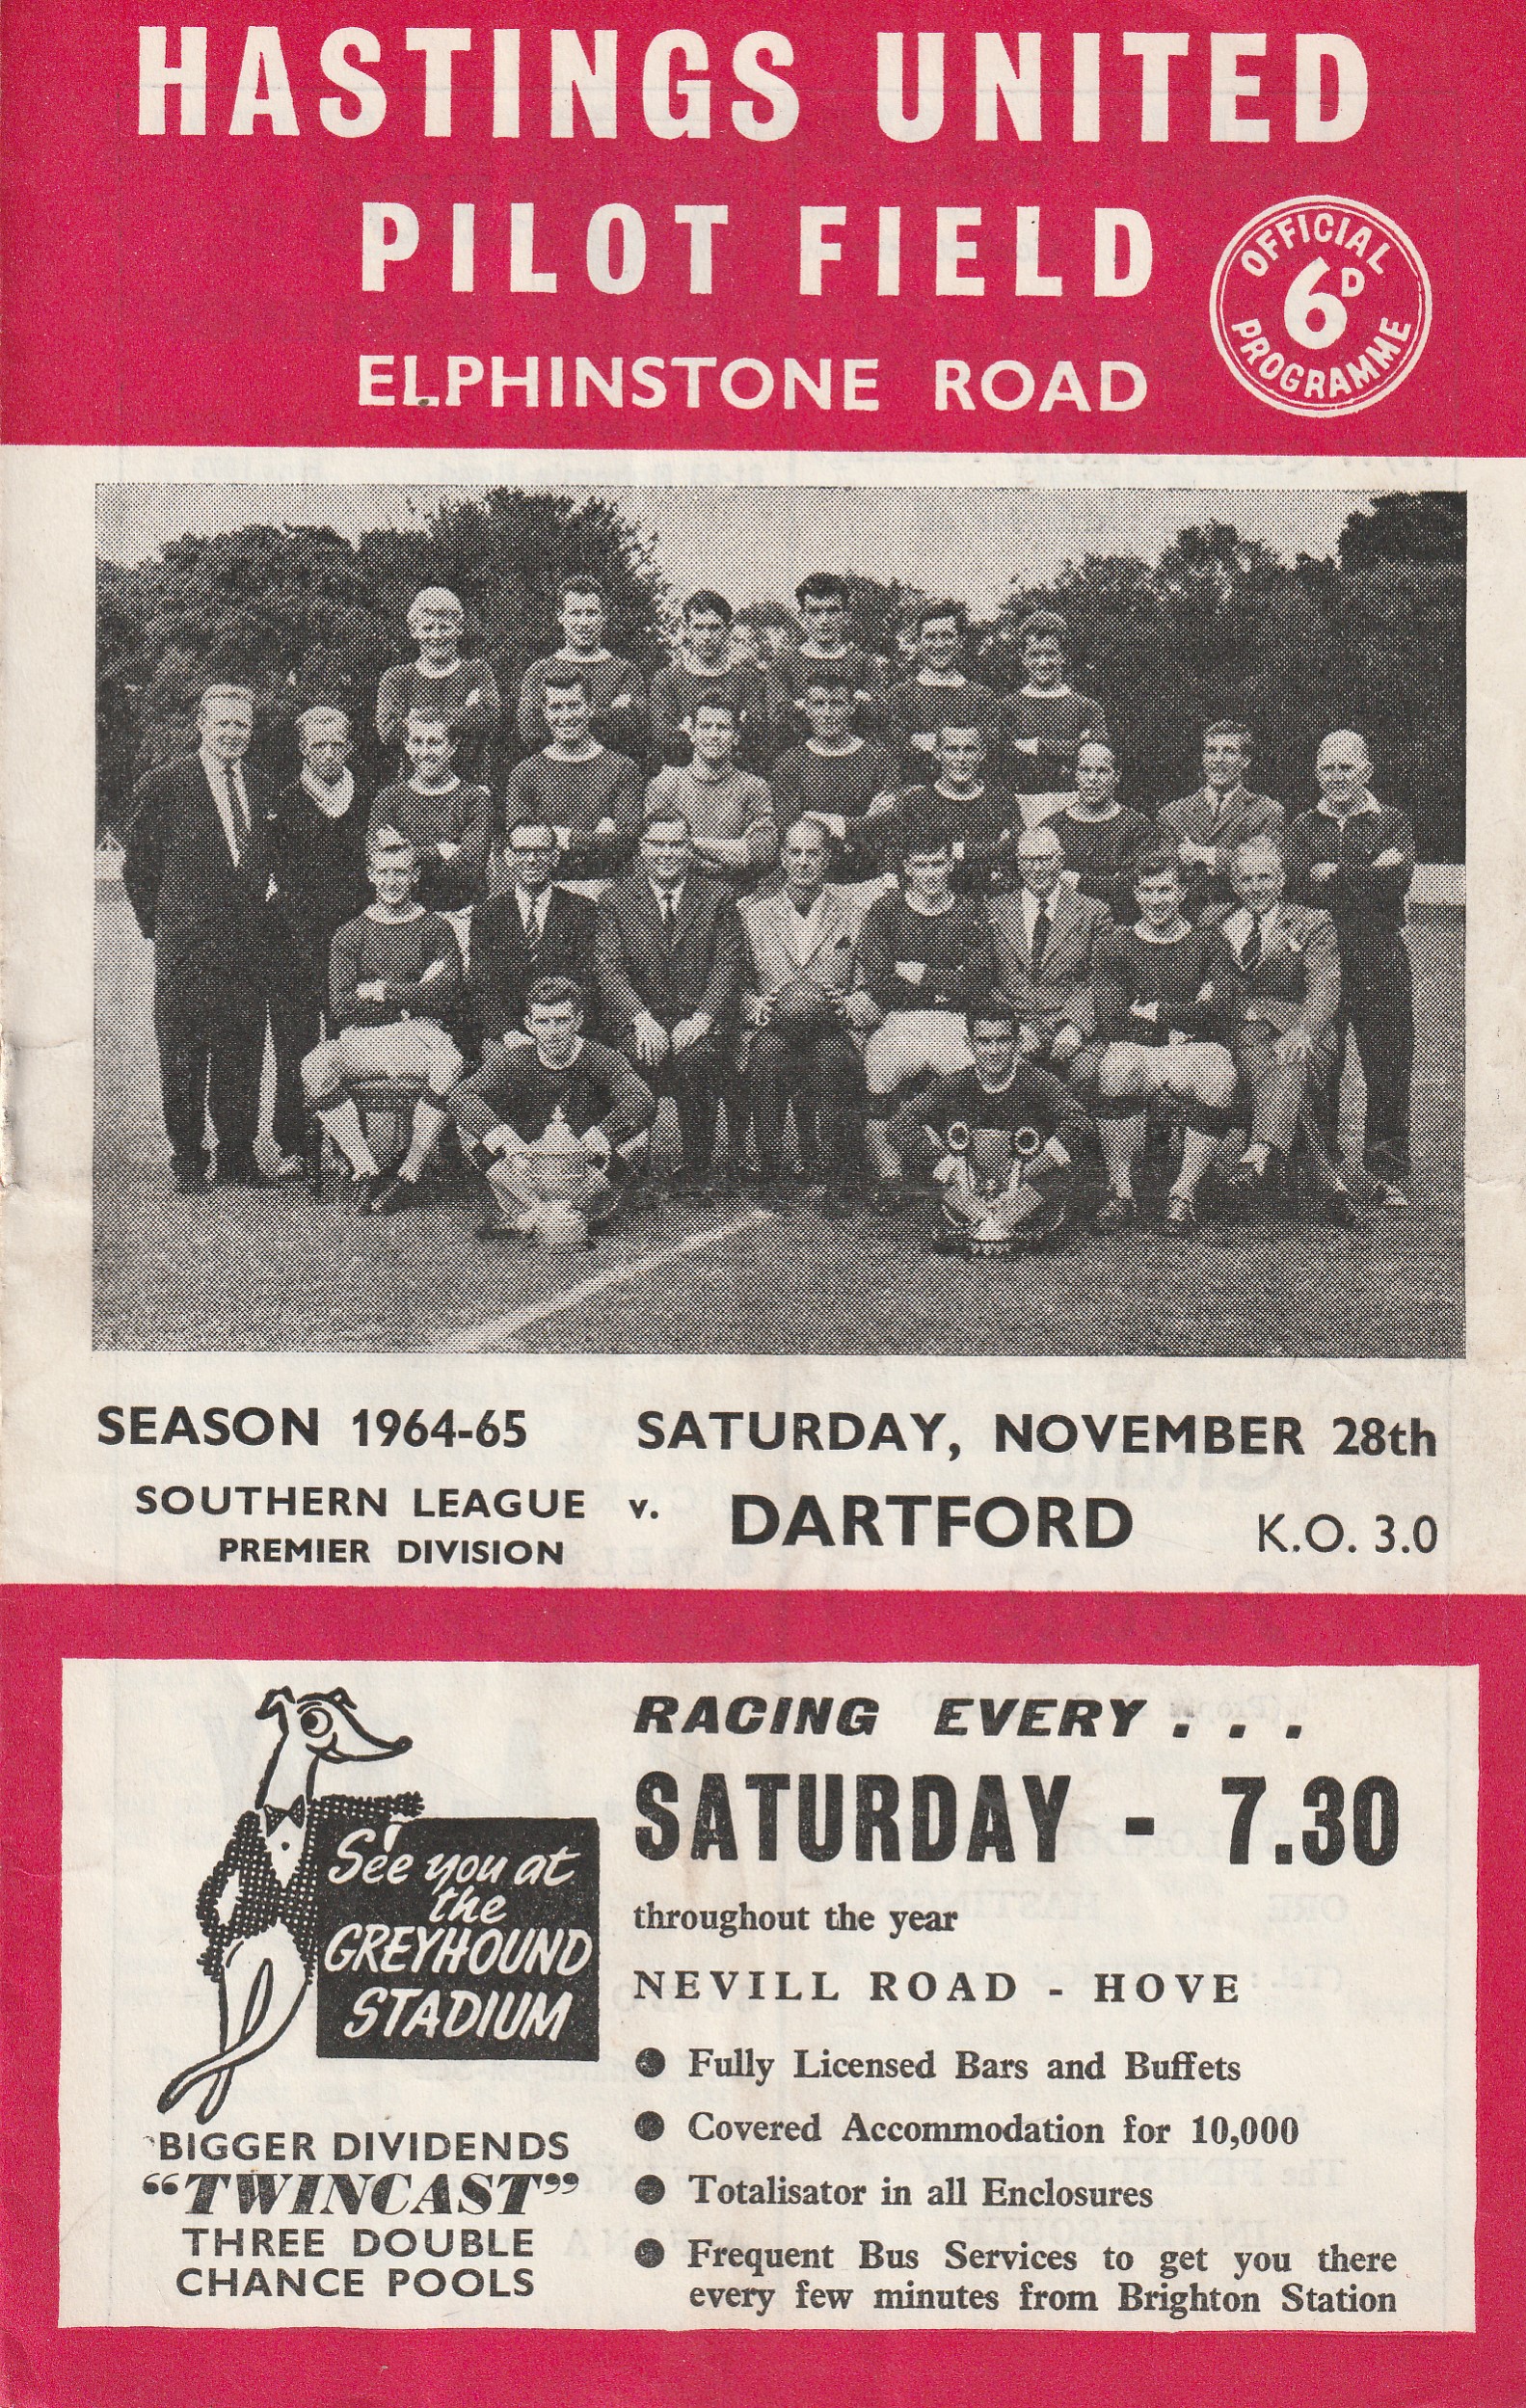 HASTINGS UNITED
PILOT FIELD
ELPHINSTONE ROAD
OFFICIAL
6D
PROGRAMME
SEASON 1964-65
SATURDAY, NOVEMBER 28th
SOUTHERN LEAGUE
PREMIER DIVISION
v. DARTFORD
K.O. 3.0
See you at
the
GREYHOUND
STADIUM
BIGGER DIVIDENDS
“TWINCAST”
THREE DOUBLE
CHANCE POOLS
RACING EVERY . . .
SATURDAY - 7.30
throughout the year
NEVILL ROAD - HOVE
● Fully Licensed Bars and Buffets
● Covered Accommodation for 10,000
● Totalisator in all Enclosures
● Frequent Bus Services to get you there
every few minutes from Brighton Station